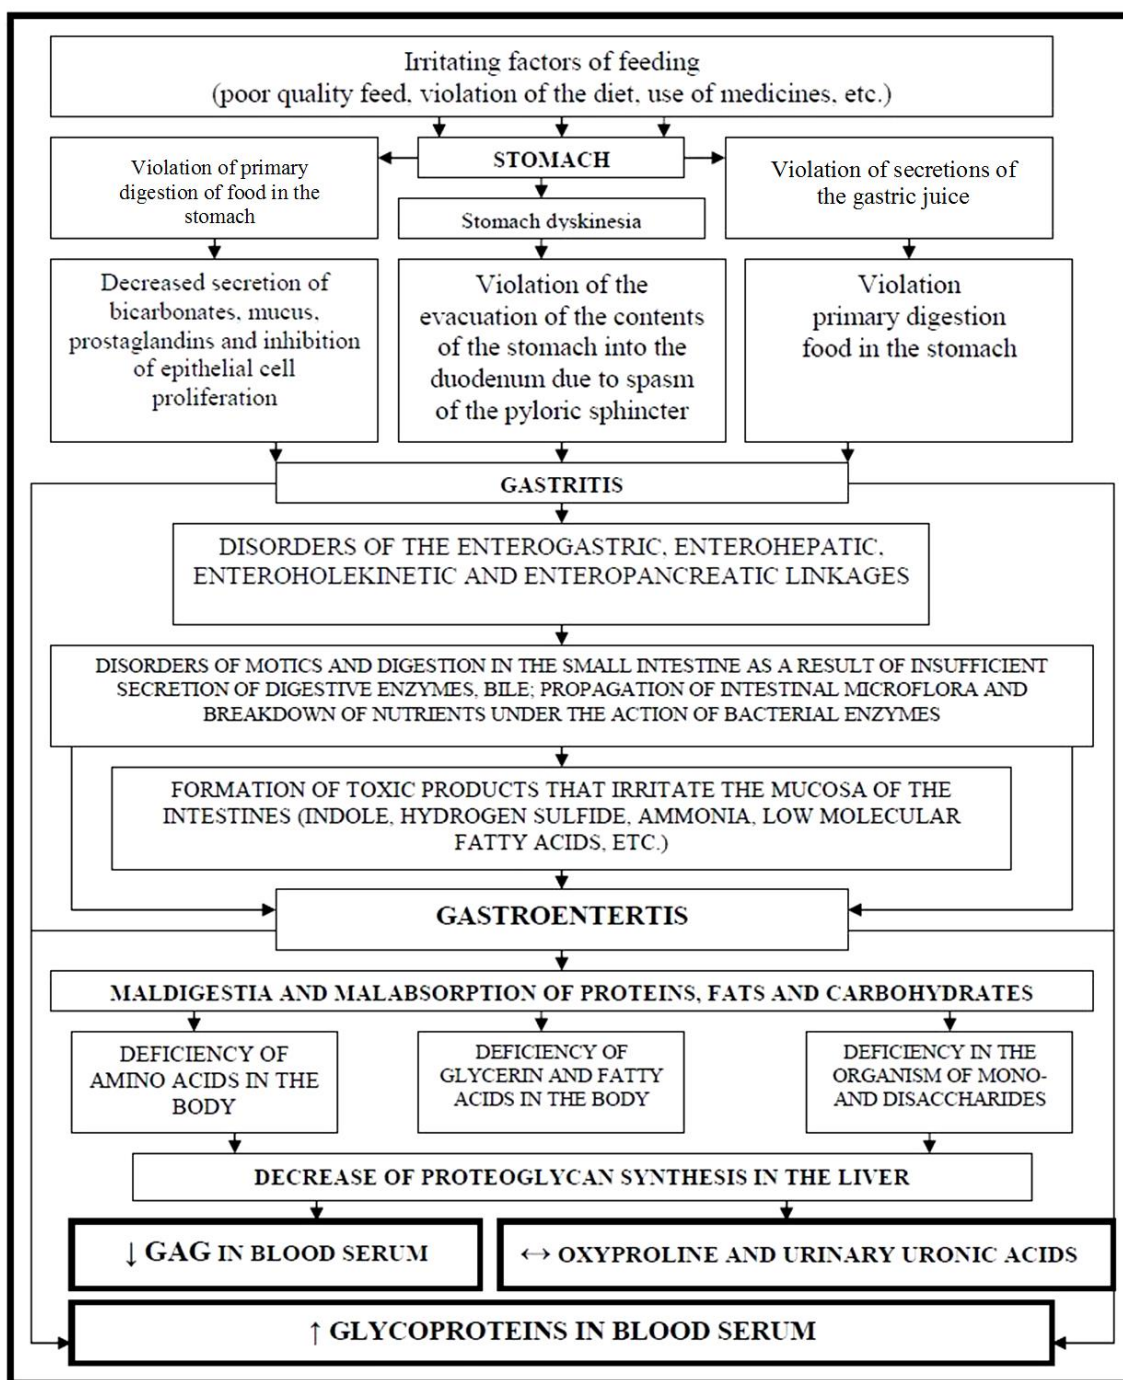 Irritating factors of feeding
(poor quality feed, violation of the diet, use of medicines, etc.)
STOMACH
Violation of primary
digestion of food in the
stomach
Stomach dyskinesia
Violation of secretions of
the gastric juice
Decreased secretion of
bicarbonates, mucus,
prostaglandins and inhibition
of epithelial cell
proliferation
Violation of the
evacuation of the contents
of the stomach into the
duodenum due to spasm
of the pyloric sphincter
Violation
primary digestion
food in the stomach
GASTRITIS
DISORDERS OF THE ENTEROGASTRIC, ENTEROHEPATIC,
ENTEROHOLEKINETIC AND ENTEROPANCREATIC LINKAGES
DISORDERS OF MOTICS AND DIGESTION IN THE SMALL INTESTINE AS A RESULT OF INSUFFICIENT
SECRETION OF DIGESTIVE ENZYMES, BILE; PROPAGATION OF INTESTINAL MICROFLORA AND
BREAKDOWN OF NUTRIENTS UNDER THE ACTION OF BACTERIAL ENZYMES
FORMATION OF TOXIC PRODUCTS THAT IRRITATE THE MUCOSA OF THE
INTESTINES (INDOLE, HYDROGEN SULFIDE, AMMONIA, LOW MOLECULAR
FATTY ACIDS, ETC.)
GASTROENTERTIS
MALDIGESTIA AND MALABSORPTION OF PROTEINS, FATS AND CARBOHYDRATES
DEFICIENCY OF
AMINO ACIDS IN THE
BODY
DEFICIENCY OF
GLYCERIN AND FATTY
ACIDS IN THE BODY
DEFICIENCY IN THE
ORGANISM OF MONO-
AND DISACCHARIDES
DECREASE OF PROTEOGLYCAN SYNTHESIS IN THE LIVER
↓ GAG IN BLOOD SERUM
↔ OXYPROLINE AND URINARY URONIC ACIDS
↑ GLYCOPROTEINS IN BLOOD SERUM